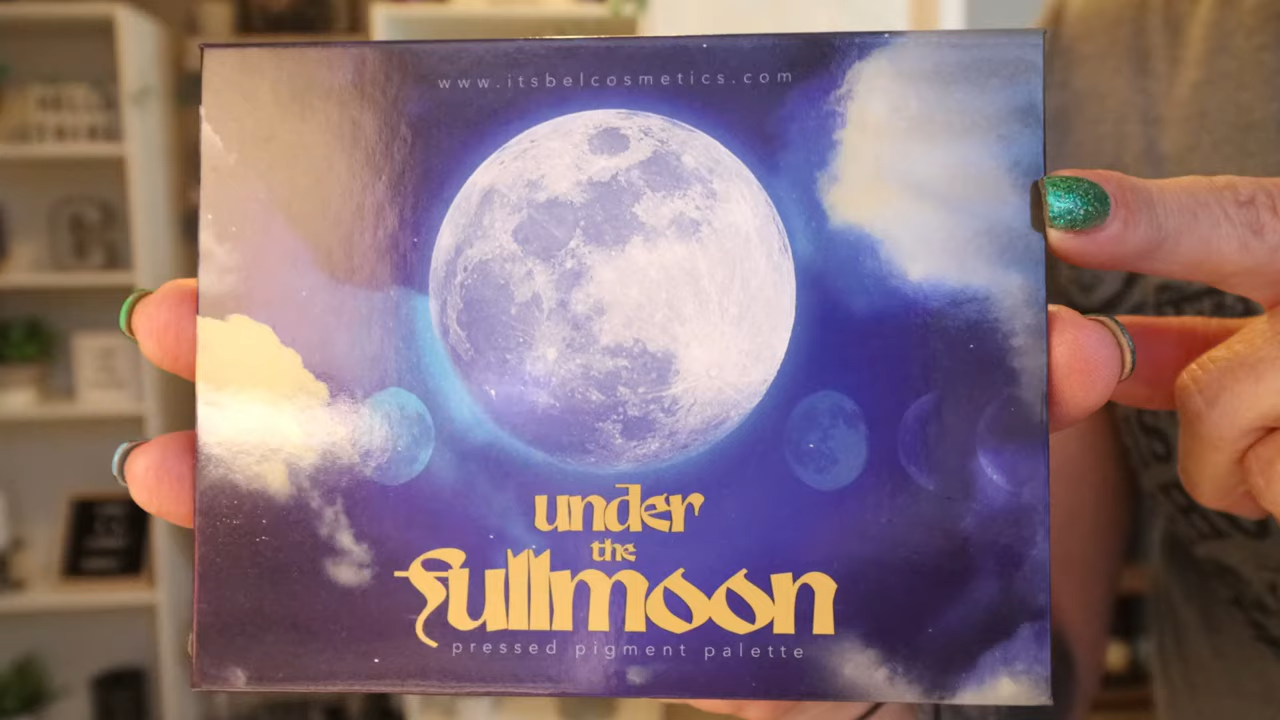 www.itsbelcosmetics.com
under
the
fullmoon
pressed pigment palette